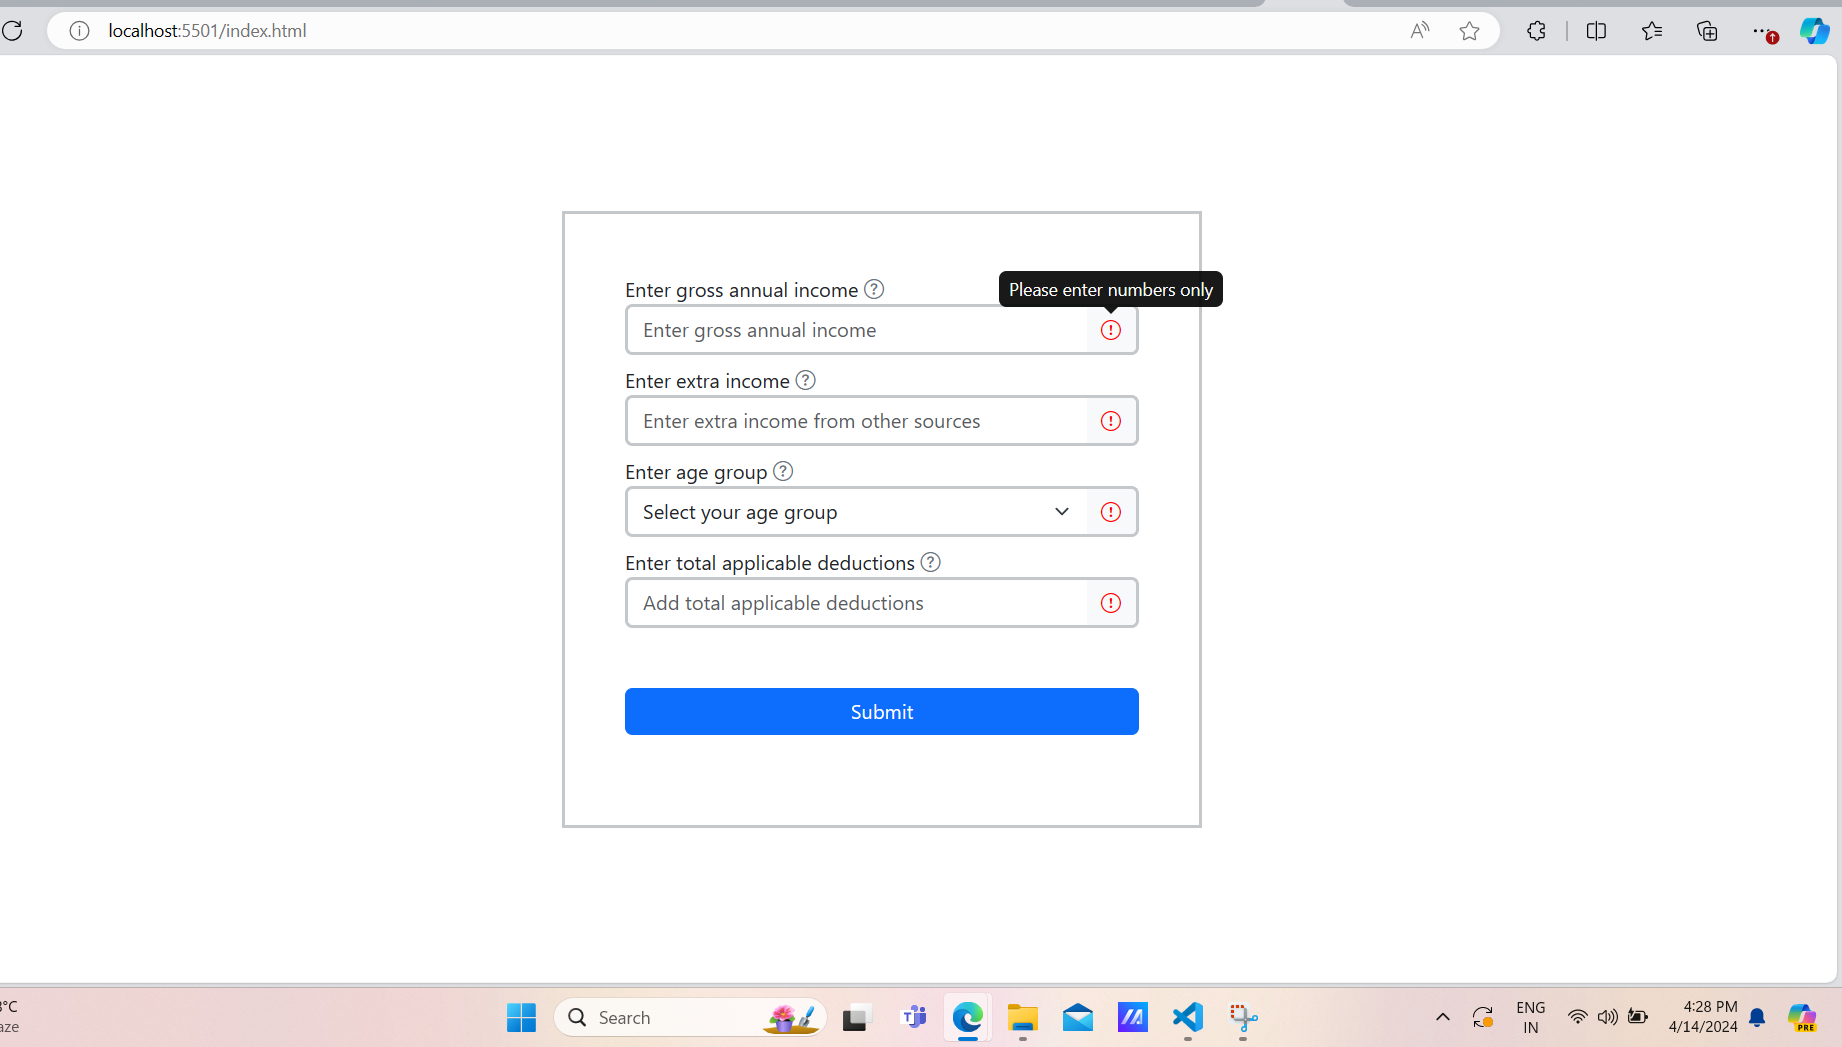 localhost:5501/index.html
Enter gross annual income
Please enter numbers only
Enter gross annual income
Enter extra income
Enter extra income from other sources
Enter age group
Select your age group
Enter total applicable deductions
Add total applicable deductions
Submit
Search
ENG
IN
4:28 PM
4/14/2024
PRE